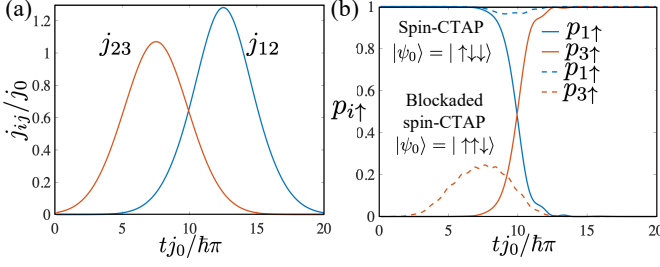 (a)
1.2
1
0.8
0.6
0.4
0.2
0
j_{ij}/j_0
j_{23}
j_{12}
0 5 10 15 20
tj_0/ħπ
(b)
1
0.8
0.6
0.4
0.2
0
p_{i↑}
Spin-CTAP
|ψ_0⟩ = | ↑↓↓⟩
Blockaded
spin-CTAP
|ψ_0⟩ = | ↑↑↓⟩
p_{1↑}
p_{3↑}
p_{1↑}
p_{3↑}
0 5 10 15 20
tj_0/ħπ